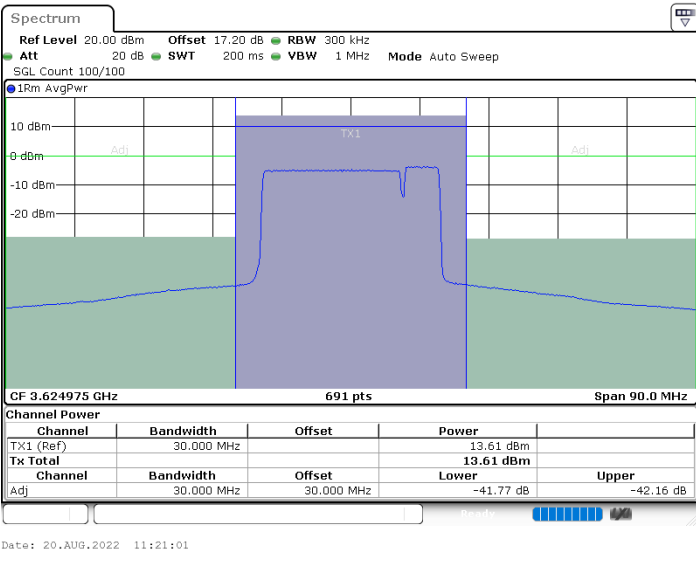 Spectrum
Ref Level 20.00 dBm Offset 17.20 dB RBW 300 kHz
Att 20 dB SWT 200 ms VBW 1 MHz Mode Auto Sweep
SGL Count 100/100
1Rm AvgPwr
10 dBm
TX1
Adj
Adj
0 dBm
-10 dBm
-20 dBm
CF 3.624975 GHz 691 pts Span 90.0 MHz
Channel Power
Channel Bandwidth Offset Power
TX1 (Ref) 30.000 MHz 13.61 dBm
Tx Total 13.61 dBm
Channel Bandwidth Offset Lower Upper
Adj 30.000 MHz 30.000 MHz -41.77 dB -42.16 dB
Ready
Date: 20.AUG.2022 11:21:01